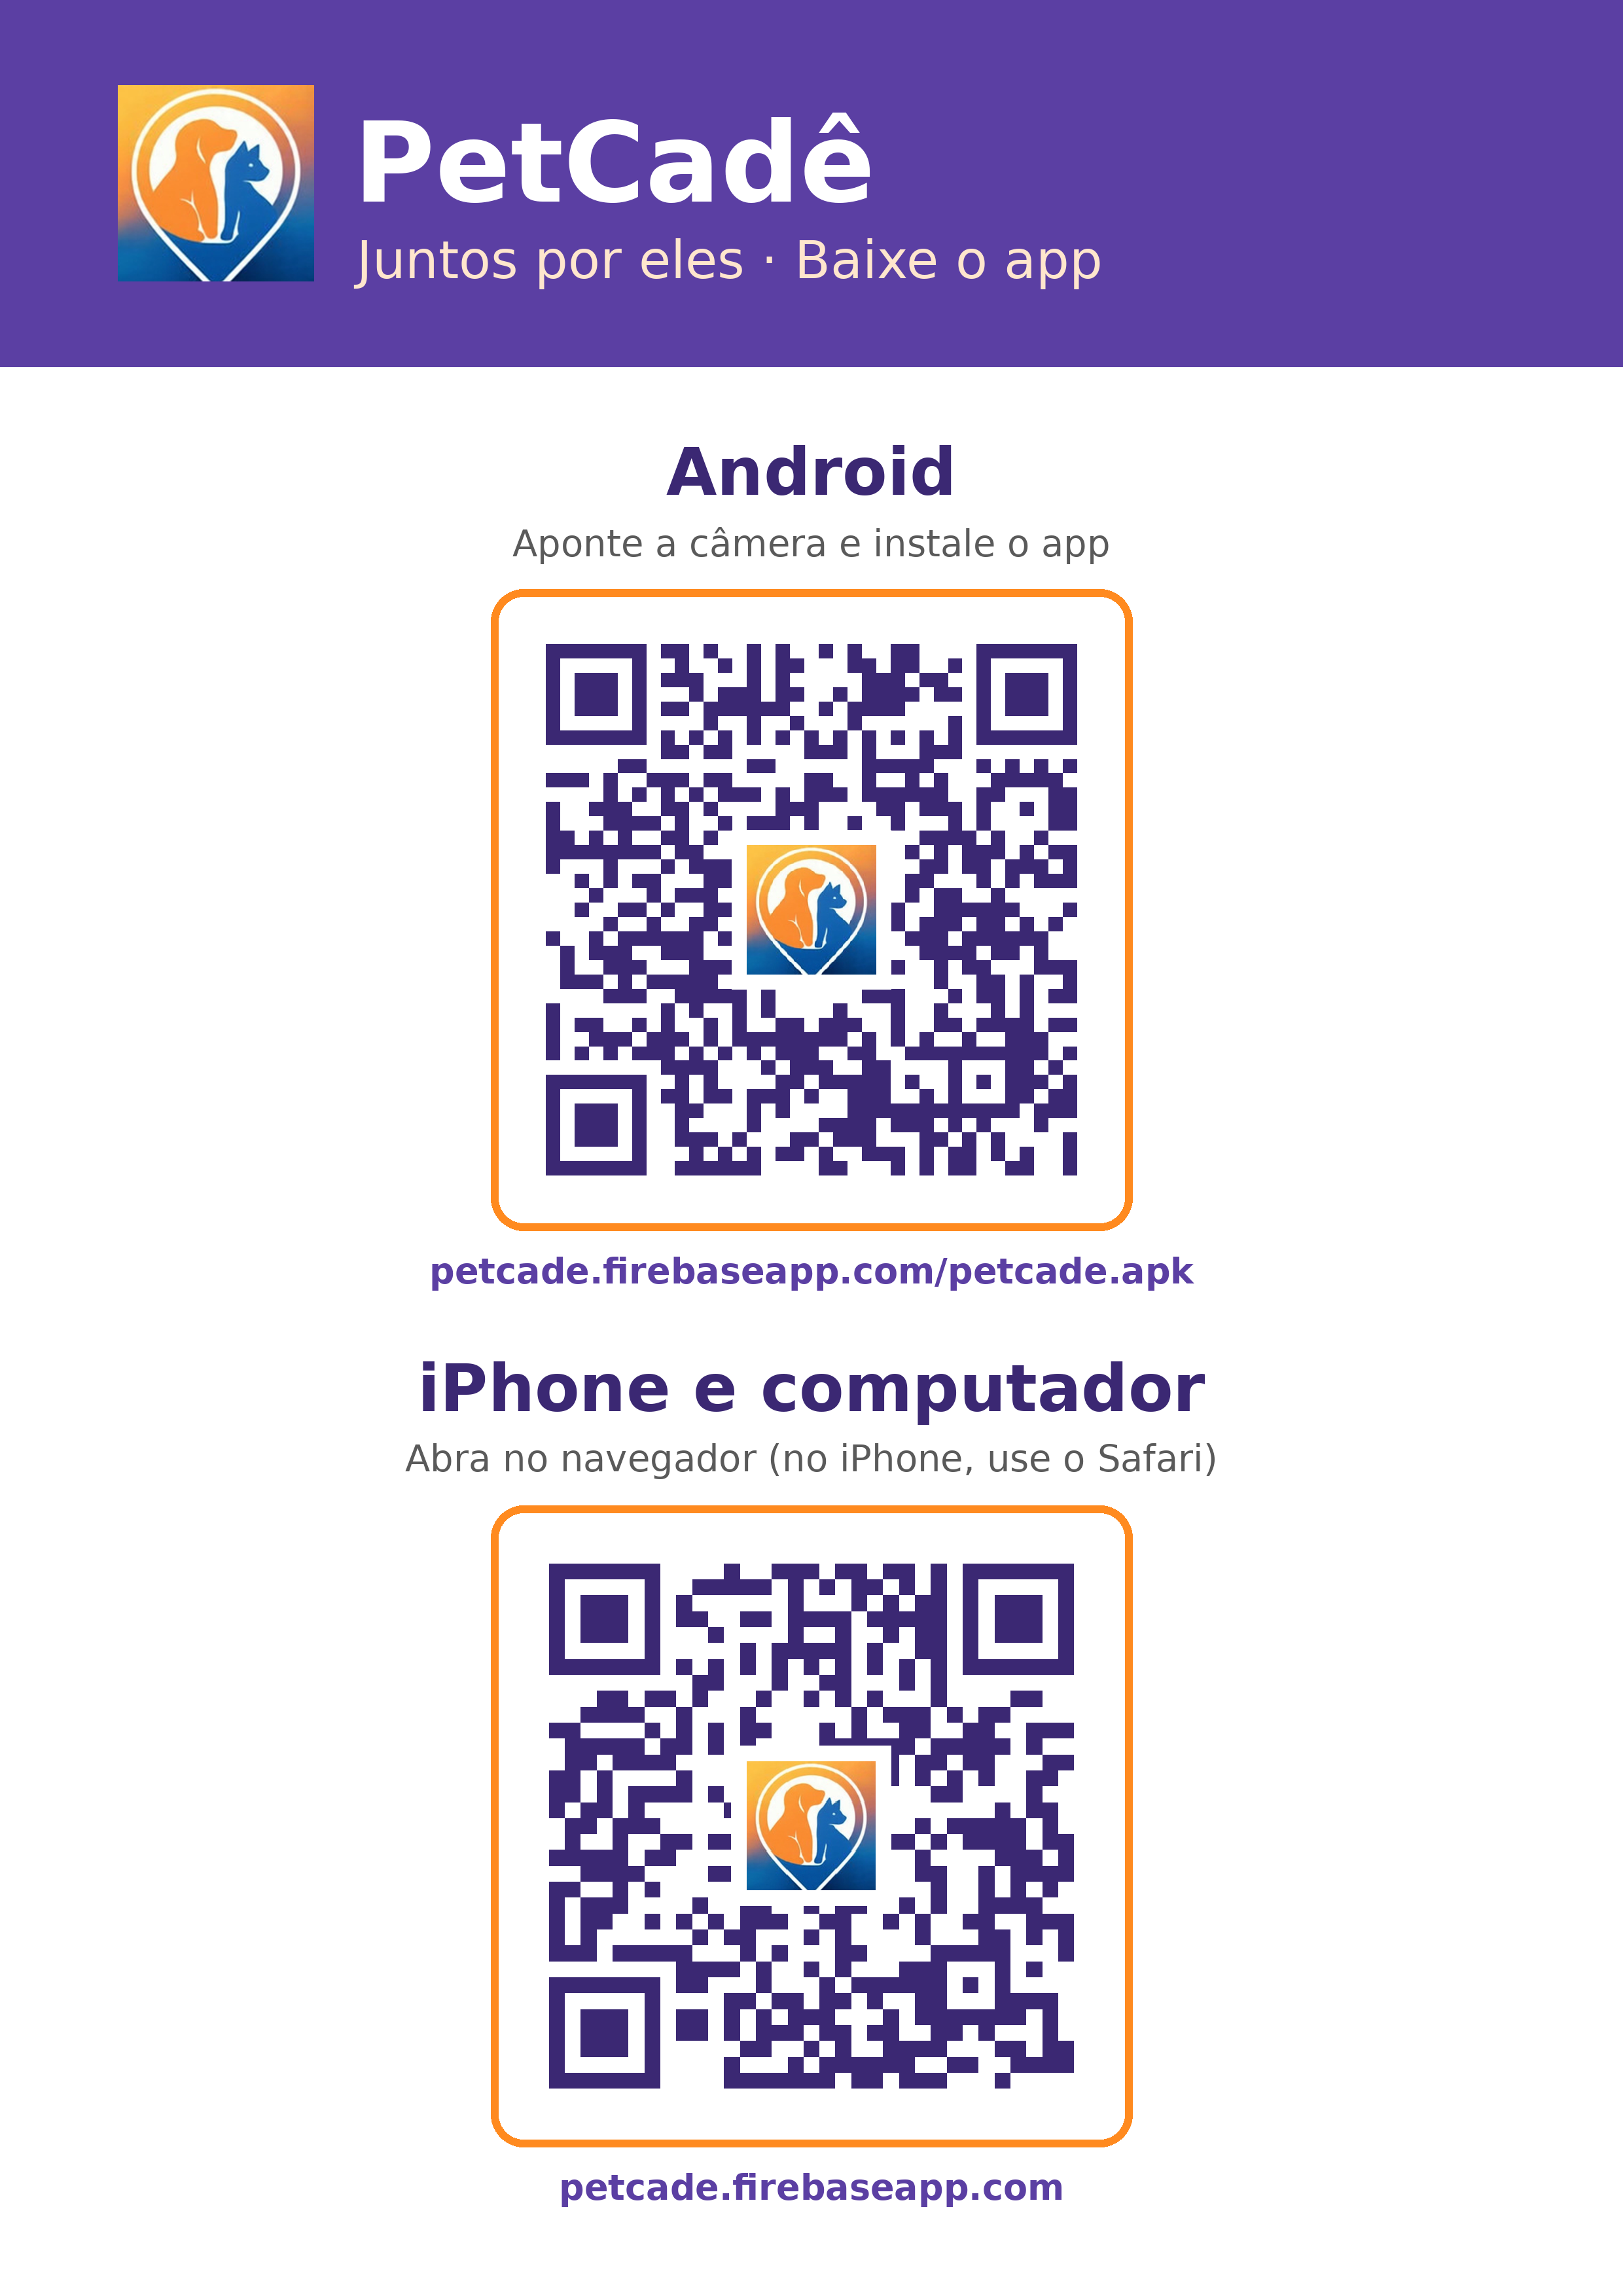 PetCadê
Juntos por eles · Baixe o app
Android
Aponte a câmera e instale o app
petcade.firebaseapp.com/petcade.apk
iPhone e computador
Abra no navegador (no iPhone, use o Safari)
petcade.firebaseapp.com